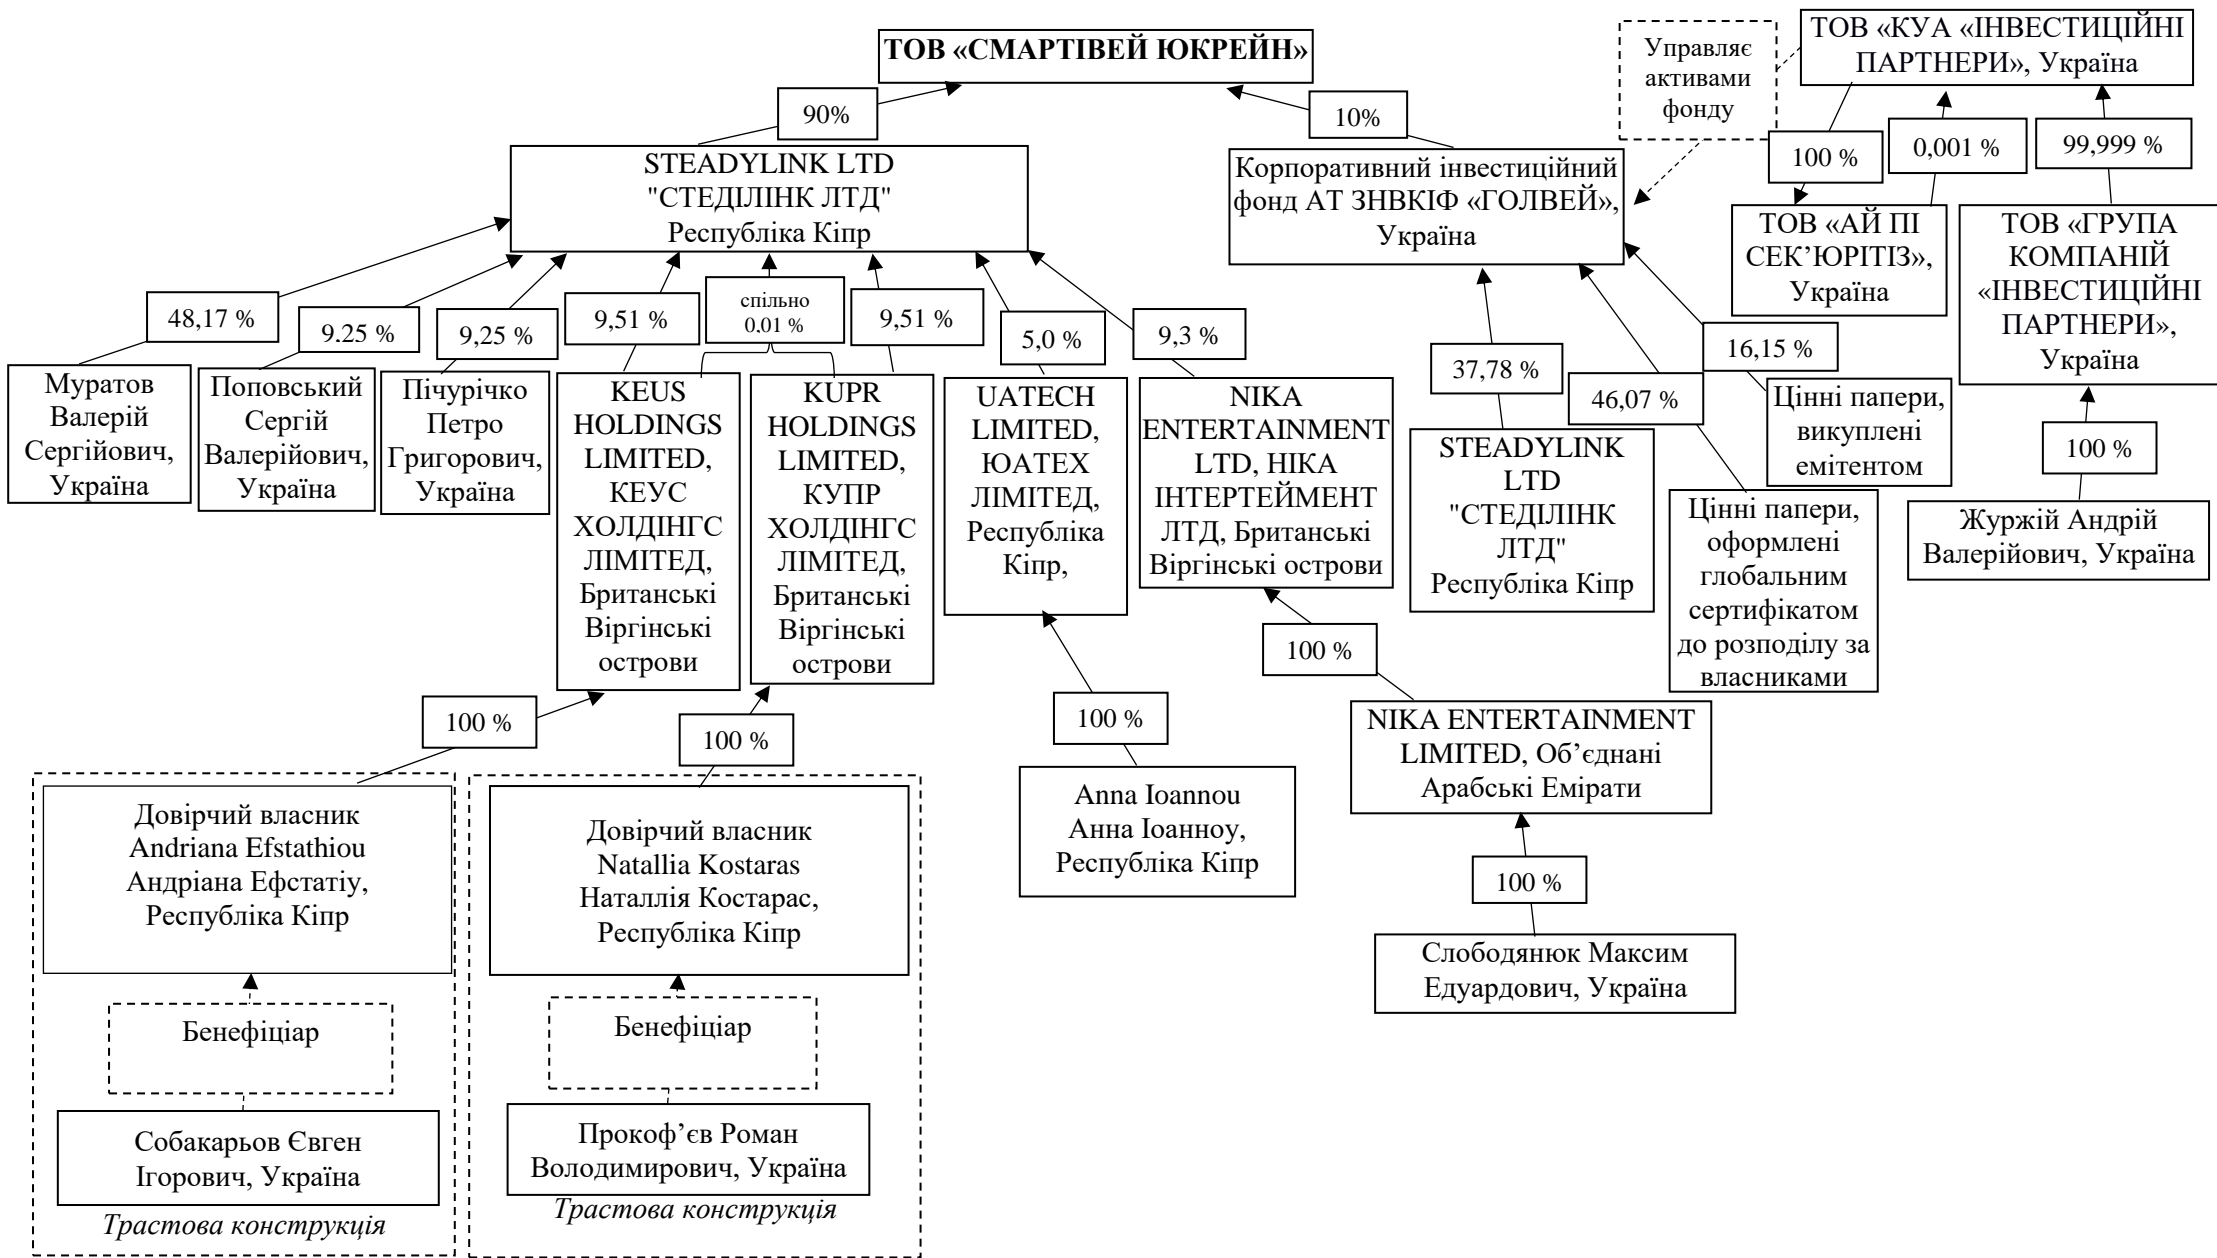 ТОВ «СМАРТІВЕЙ ЮКРЕЙН»
Управляє
активами
фонду
ТОВ «КУА «ІНВЕСТИЦІЙНІ
ПАРТНЕРИ», Україна
90%
10%
100 %
0,001 %
99,999 %
STEADYLINK LTD
"СТЕДІЛІНК ЛТД"
Республіка Кіпр
Корпоративний інвестиційний
фонд АТ ЗНВКІФ «ГОЛВЕЙ»,
Україна
ТОВ «АЙ ПІ
СЕК’ЮРІТІЗ»,
Україна
ТОВ «ГРУПА
КОМПАНІЙ
«ІНВЕСТИЦІЙНІ
ПАРТНЕРИ»,
Україна
48,17 %
9,25 %
9,25 %
9,51 %
спільно
0,01 %
9,51 %
5,0 %
9,3 %
37,78 %
46,07 %
16,15 %
100 %
Муратов
Валерій
Сергійович,
Україна
Поповський
Сергій
Валерійович,
Україна
Пічурічко
Петро
Григорович,
Україна
KEUS
HOLDINGS
LIMITED,
КЕУС
ХОЛДІНГС
ЛІМІТЕД,
Британські
Віргінські
острови
KUPR
HOLDINGS
LIMITED,
КУПР
ХОЛДІНГС
ЛІМІТЕД,
Британські
Віргінські
острови
UATECH
LIMITED,
ЮАТЕХ
ЛІМІТЕД,
Республіка
Кіпр,
NIKA
ENTERTAINMENT
LTD, НІКА
ІНТЕРТЕЙМЕНТ
ЛТД, Британські
Віргінські острови
STEADYLINK
LTD
"СТЕДІЛІНК
ЛТД"
Республіка Кіпр
Цінні папери,
викуплені
емітентом
Цінні папери,
оформлені
глобальним
сертифікатом
до розподілу за
власниками
Журжій Андрій
Валерійович, Україна
100 %
100 %
100 %
100 %
Довірчий власник
Andriana Efstathiou
Андріана Ефстатіу,
Республіка Кіпр
Довірчий власник
Natallia Kostaras
Наталлія Костарас,
Республіка Кіпр
Anna Ioannou
Анна Іоанноу,
Республіка Кіпр
NIKA ENTERTAINMENT
LIMITED, Об’єднані
Арабські Емірати
100 %
Слободянюк Максим
Едуардович, Україна
Бенефіціар
Бенефіціар
Собакарьов Євген
Ігорович, Україна
Прокоф’єв Роман
Володимирович, Україна
Трастова конструкція
Трастова конструкція